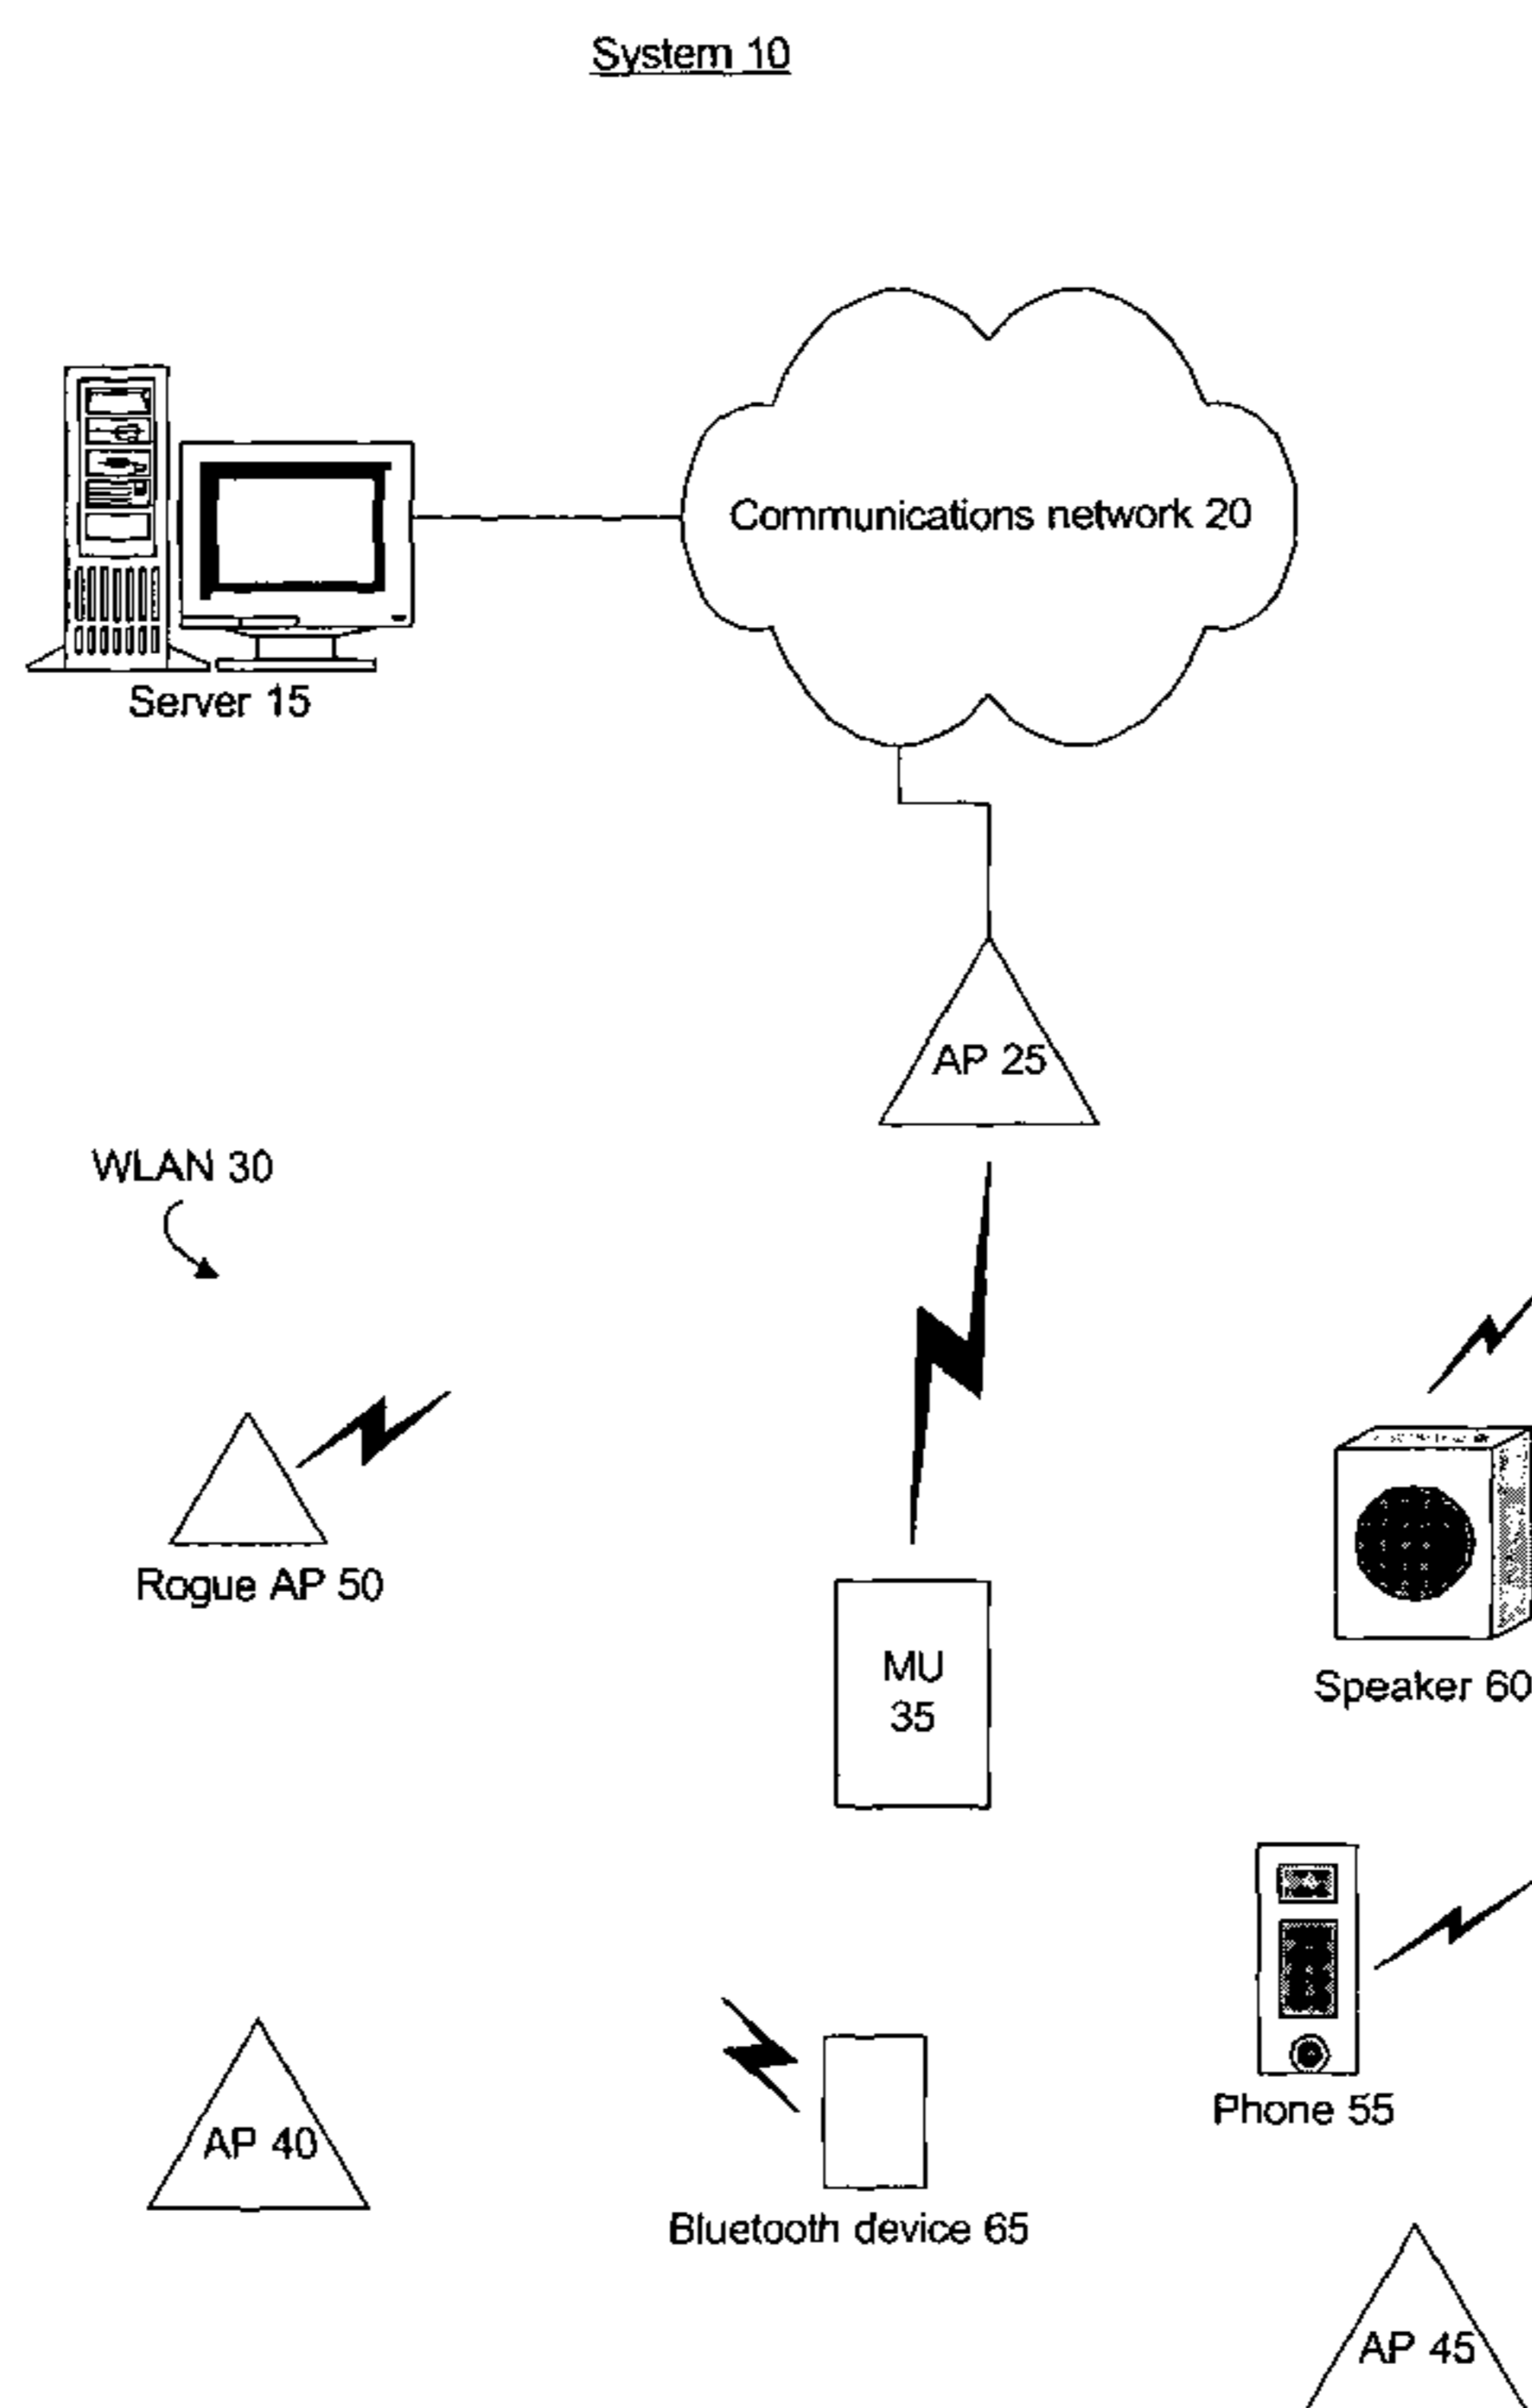 System 10
Communications network 20
Server 15
AP 25
WLAN 30
Rogue AP 50
MU
35
Speaker 60
Phone 55
AP 40
Bluetooth device 65
AP 45